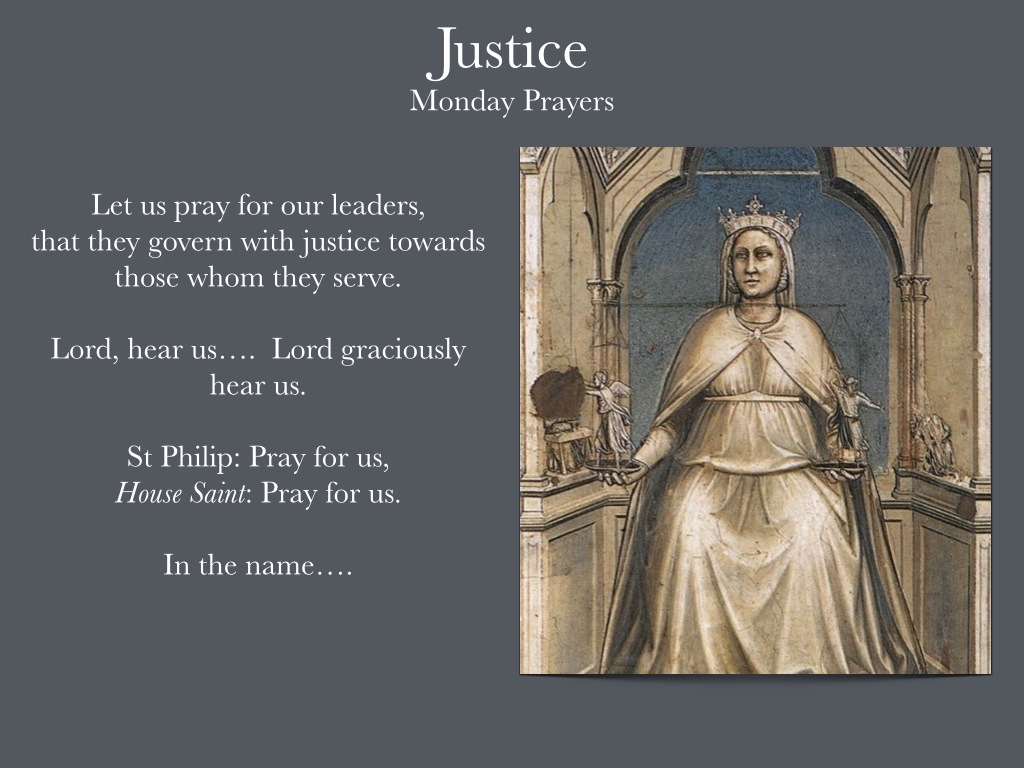 Justice
Monday Prayers
Let us pray for our leaders,
that they govern with justice towards
those whom they serve.
Lord, hear us….  Lord graciously
hear us.
St Philip: Pray for us,
House Saint: Pray for us.
In the name….